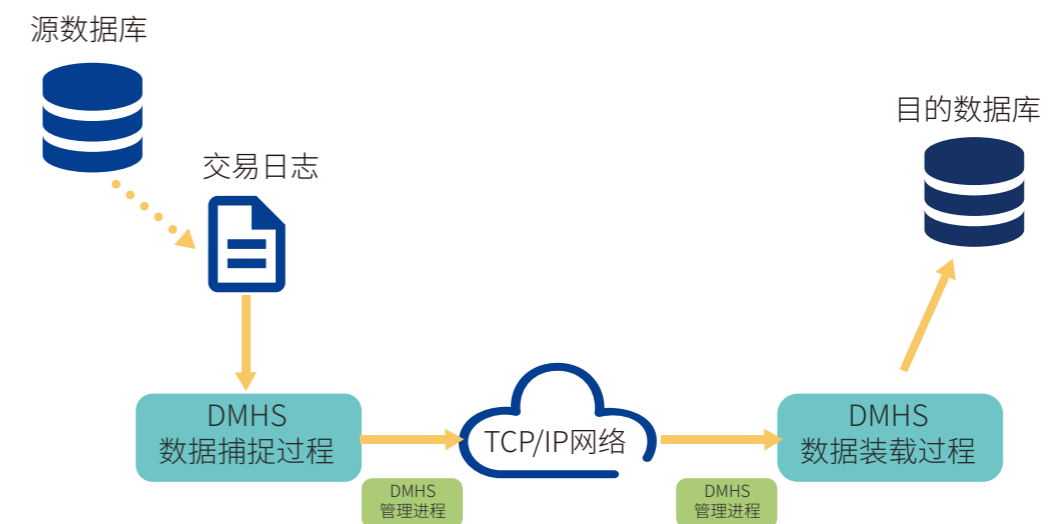 源数据库
目的数据库
交易日志
DMHS
数据捕捉过程
TCP/IP网络
DMHS
数据装载过程
DMHS
管理进程
DMHS
管理进程